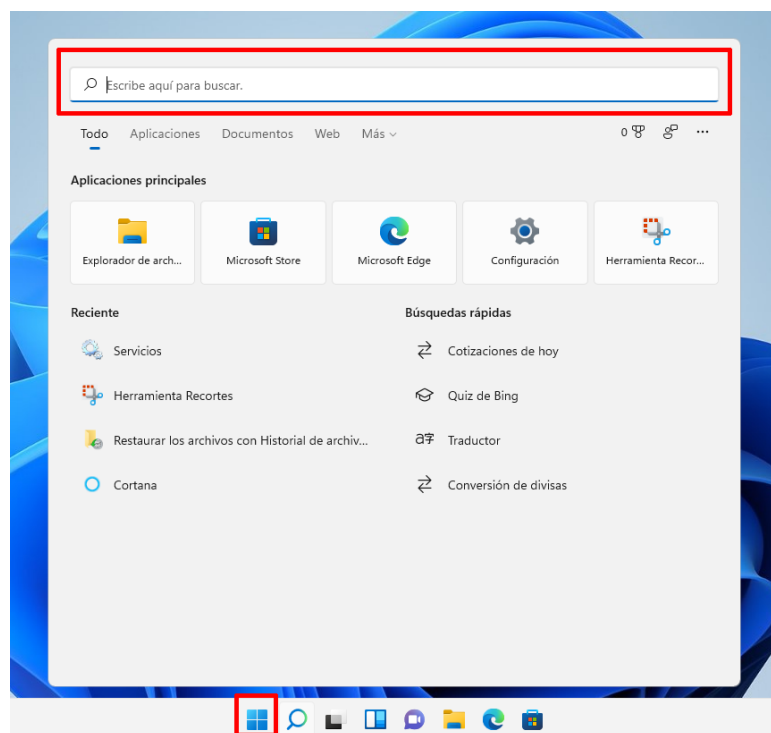 Escribe aquí para buscar.
Todo Aplicaciones Documentos Web Más
0
Aplicaciones principales
Explorador de arch... Microsoft Store Microsoft Edge Configuración Herramienta Recor...
Reciente Búsquedas rápidas
Servicios Cotizaciones de hoy
Herramienta Recortes Quiz de Bing
Restaurar los archivos con Historial de archiv... Traductor
Cortana Conversión de divisas